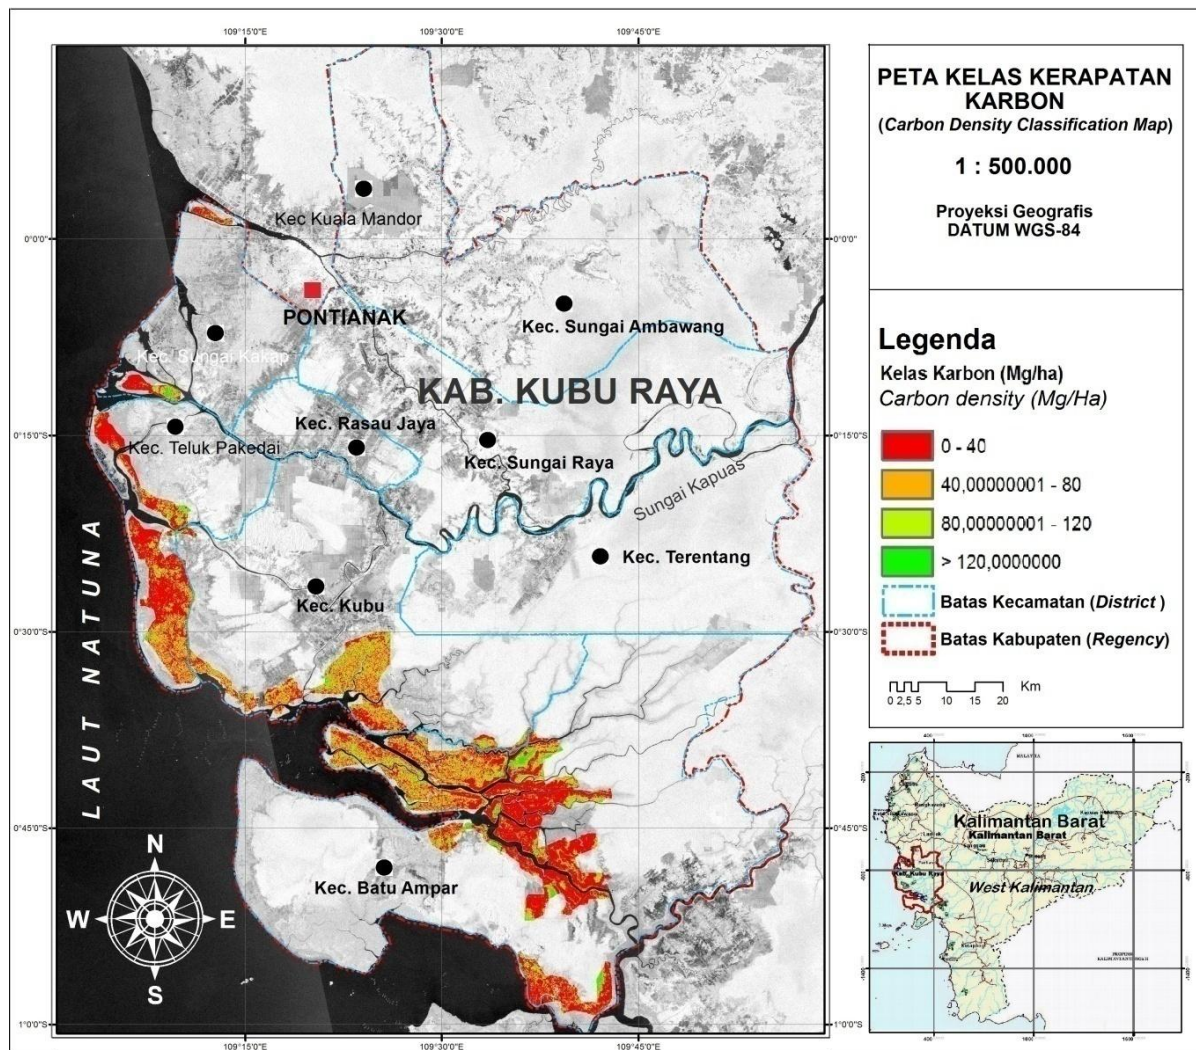 109°15'0"E 109°30'0"E 109°45'0"E
0°0'0"
0°15'0"S
0°30'0"S
0°45'0"S
1°0'0"S
0°0'0"
0°15'0"S
0°30'0"S
0°45'0"S
1°0'0"S
109°15'0"E 109°30'0"E 109°45'0"E
Kec Kuala Mandor
PONTIANAK
Kec. Sungai Ambawang
Kec. Sungai Kakap
KAB. KUBU RAYA
Kec. Rasau Jaya
Kec. Teluk Pakedai
Kec. Sungai Raya
Sungai Kapuas
Kec. Terentang
Kec. Kubu
LAUT NATUNA
Kec. Batu Ampar
N
W E
S
PETA KELAS KERAPATAN
KARBON
(Carbon Density Classification Map)
1 : 500.000
Proyeksi Geografis
DATUM WGS-84
Legenda
Kelas Karbon (Mg/ha)
Carbon density (Mg/Ha)
0 - 40
40,00000001 - 80
80,00000001 - 120
> 120,0000000
Batas Kecamatan (District )
Batas Kabupaten (Regency)
0 2,5 5 10 15 20 Km
Kalimantan Barat
Kalimantan Barat
Kab. Kubu Raya
West Kalimantan